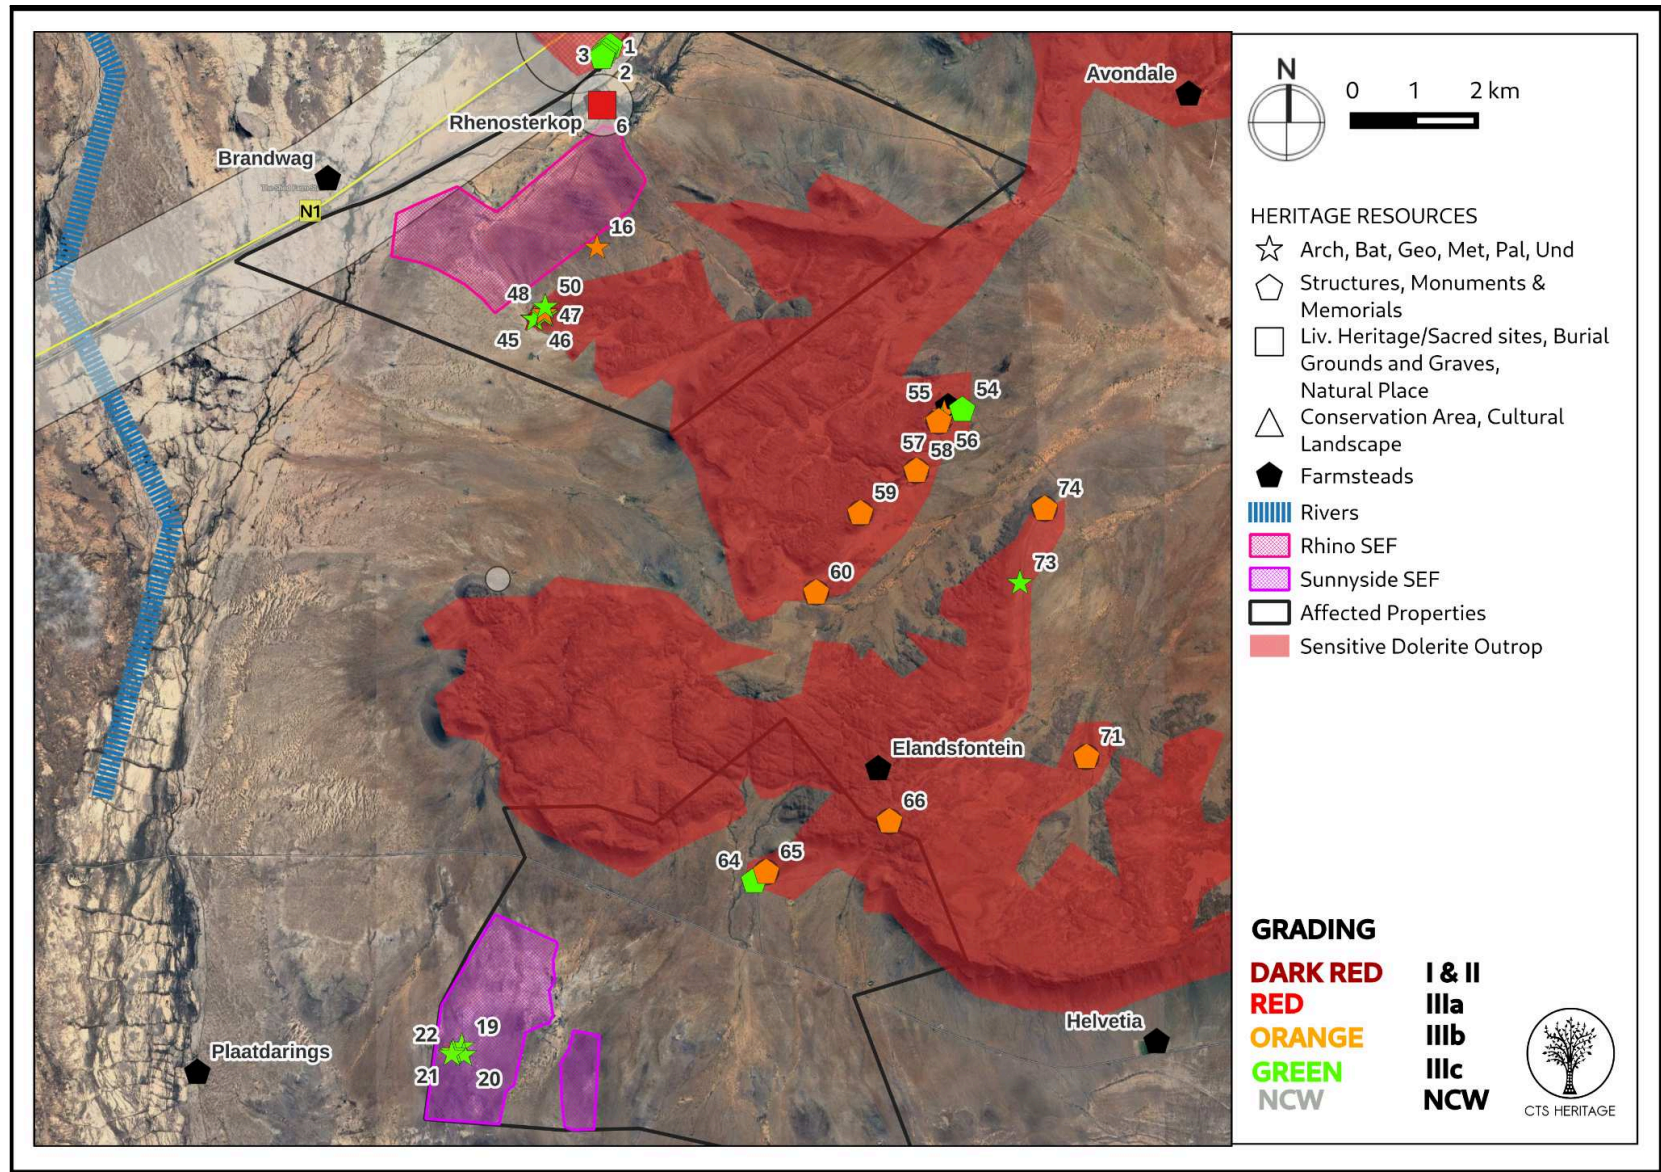 1
3
2
Avondale
Rhenosterkop
6
Brandwag
N1
16
50
48
47
45
46
55
54
57
58
56
59
74
73
60
71
Elandsfontein
66
65
64
Helvetia
22
19
21
20
Plaatdarings
N
0 1 2 km
HERITAGE RESOURCES
Arch, Bat, Geo, Met, Pal, Und
Structures, Monuments &
Memorials
Liv. Heritage/Sacred sites, Burial
Grounds and Graves,
Natural Place
Conservation Area, Cultural
Landscape
Farmsteads
Rivers
Rhino SEF
Sunnyside SEF
Affected Properties
Sensitive Dolerite Outrop
GRADING
DARK RED I & II
RED IIIa
ORANGE IIIb
GREEN IIIc
NCW NCW
CTS HERITAGE